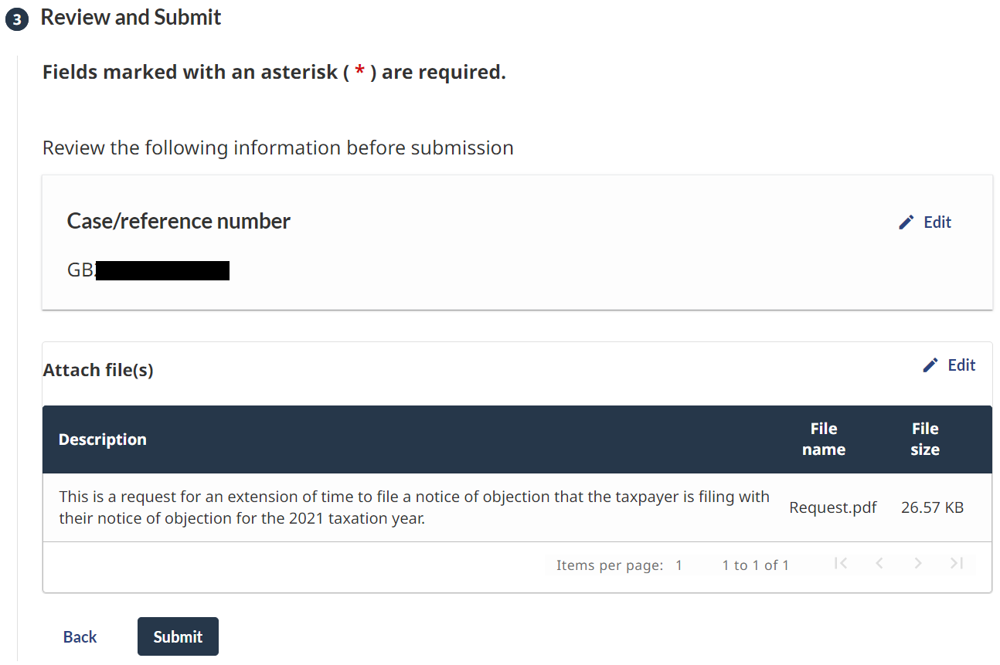 3 Review and Submit
Fields marked with an asterisk ( * ) are required.
Review the following information before submission
Case/reference number
Edit
GB
Attach file(s)
Edit
Description
File name
File size
This is a request for an extension of time to file a notice of objection that the taxpayer is filing with
their notice of objection for the 2021 taxation year.
Request.pdf
26.57 KB
Items per page: 1
1 to 1 of 1
Back
Submit